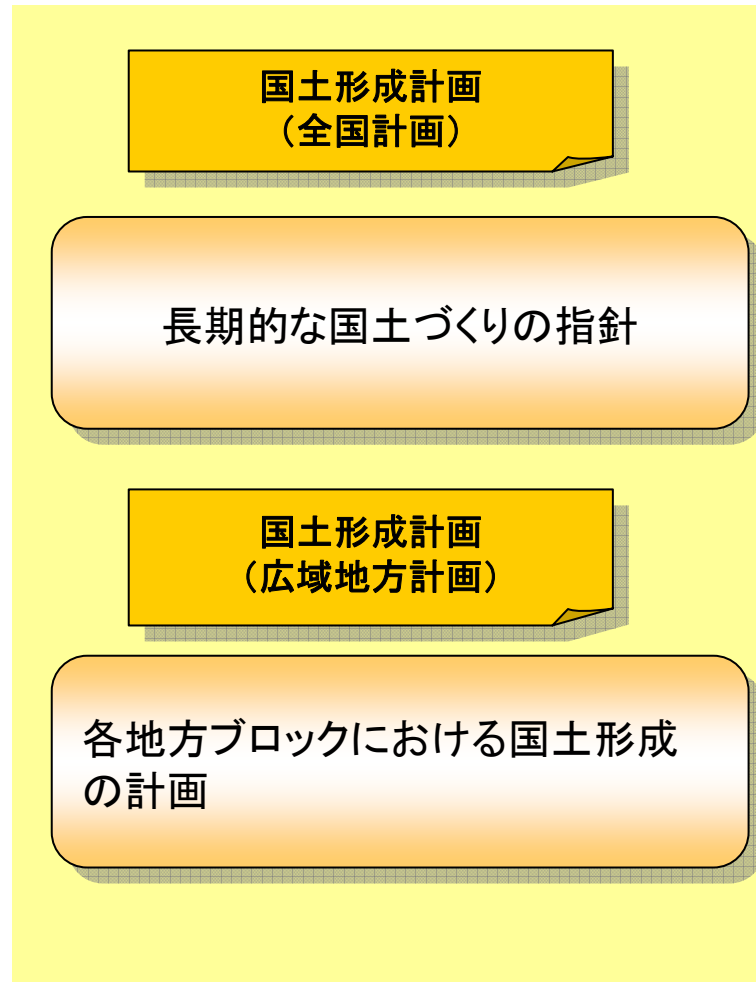 国土形成計画
（全国計画）
長期的な国土づくりの指針
国土形成計画
（広域地方計画）
各地方ブロックにおける国土形成
の計画